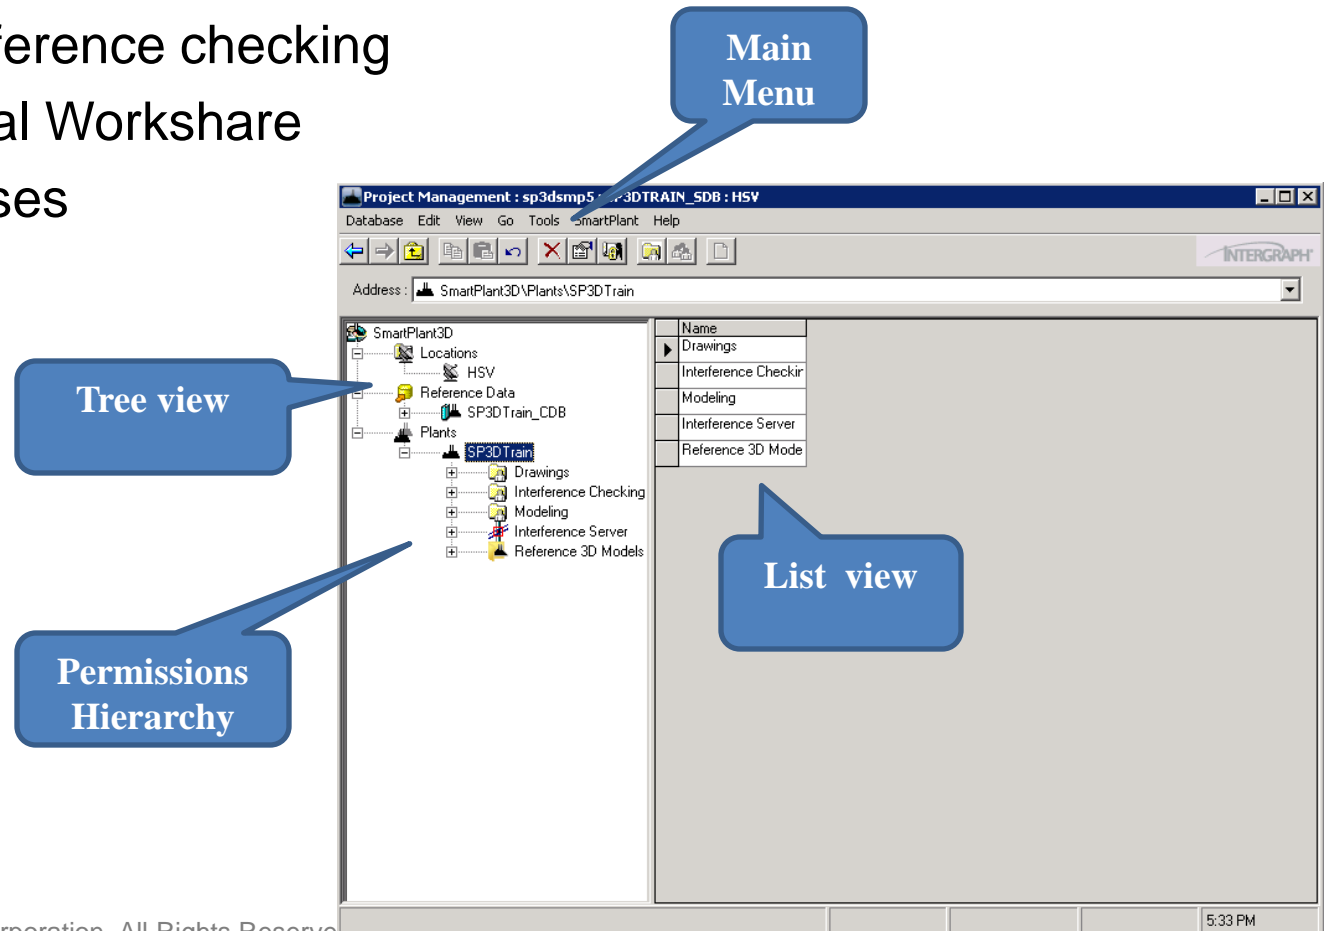 ference checking
al Workshare
ses
Main
Menu
Project Management : sp3dsmp5 : SP3DTRAIN_SDB : HSV
Database Edit View Go Tools SmartPlant Help
INTERGRAPH
Address : SmartPlant3D\Plants\SP3DTrain
SmartPlant3D
Locations
HSV
Reference Data
SP3DTrain_CDB
Plants
SP3DTrain
Drawings
Interference Checking
Modeling
Interference Server
Reference 3D Models
Name
Drawings
Interference Checkin
Modeling
Interference Server
Reference 3D Mode
Tree view
List view
Permissions
Hierarchy
rporation. All Rights Reserve
5:33 PM